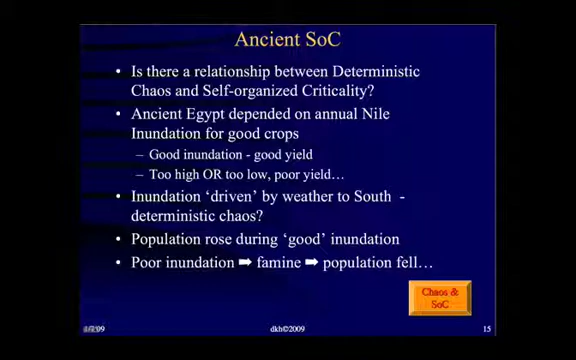 Ancient SoC
• Is there a relationship between Deterministic
Chaos and Self-organized Criticality?
• Ancient Egypt depended on annual Nile
Inundation for good crops
– Good inundation - good yield
– Too high OR too low, poor yield…
• Inundation ‘driven’ by weather to South -
deterministic chaos?
• Population rose during ‘good’ inundation
• Poor inundation ➡ famine ➡ population fell…
Chaos &
SoC
dkh©2009
15